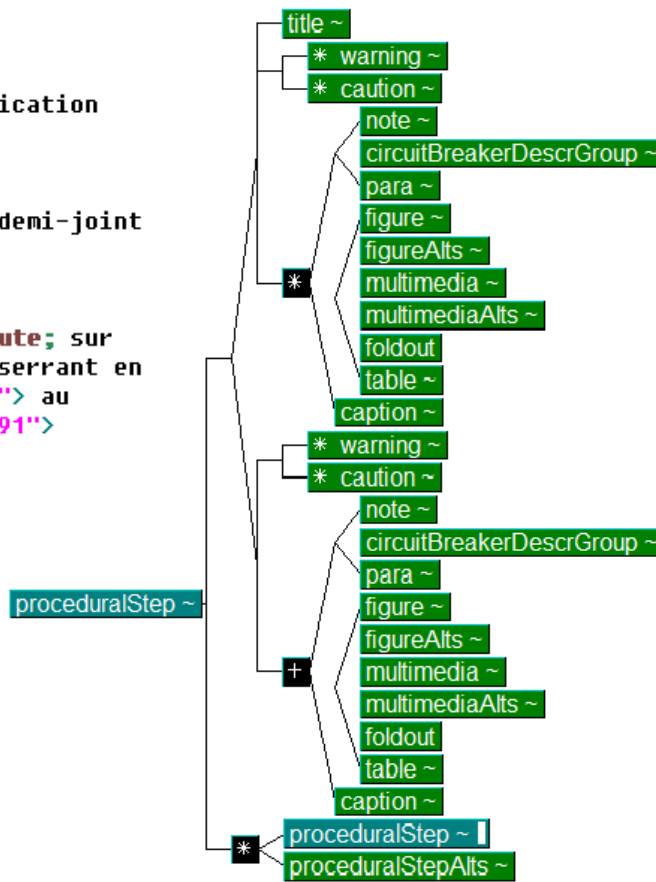 title ~
* warning ~
* caution ~
ication
note ~
circuitBreakerDescrGroup ~
para ~
demi-joint
figure ~
figureAlts ~
*
multimedia ~
multimediaAlts ~
ute; sur
foldout
serrant en
table ~
"> au
caption ~
91">
* warning ~
* caution ~
note ~
circuitBreakerDescrGroup ~
para ~
proceduralStep ~
figure ~
figureAlts ~
+
multimedia ~
multimediaAlts ~
foldout
table ~
caption ~
*
proceduralStep ~
proceduralStepAlts ~